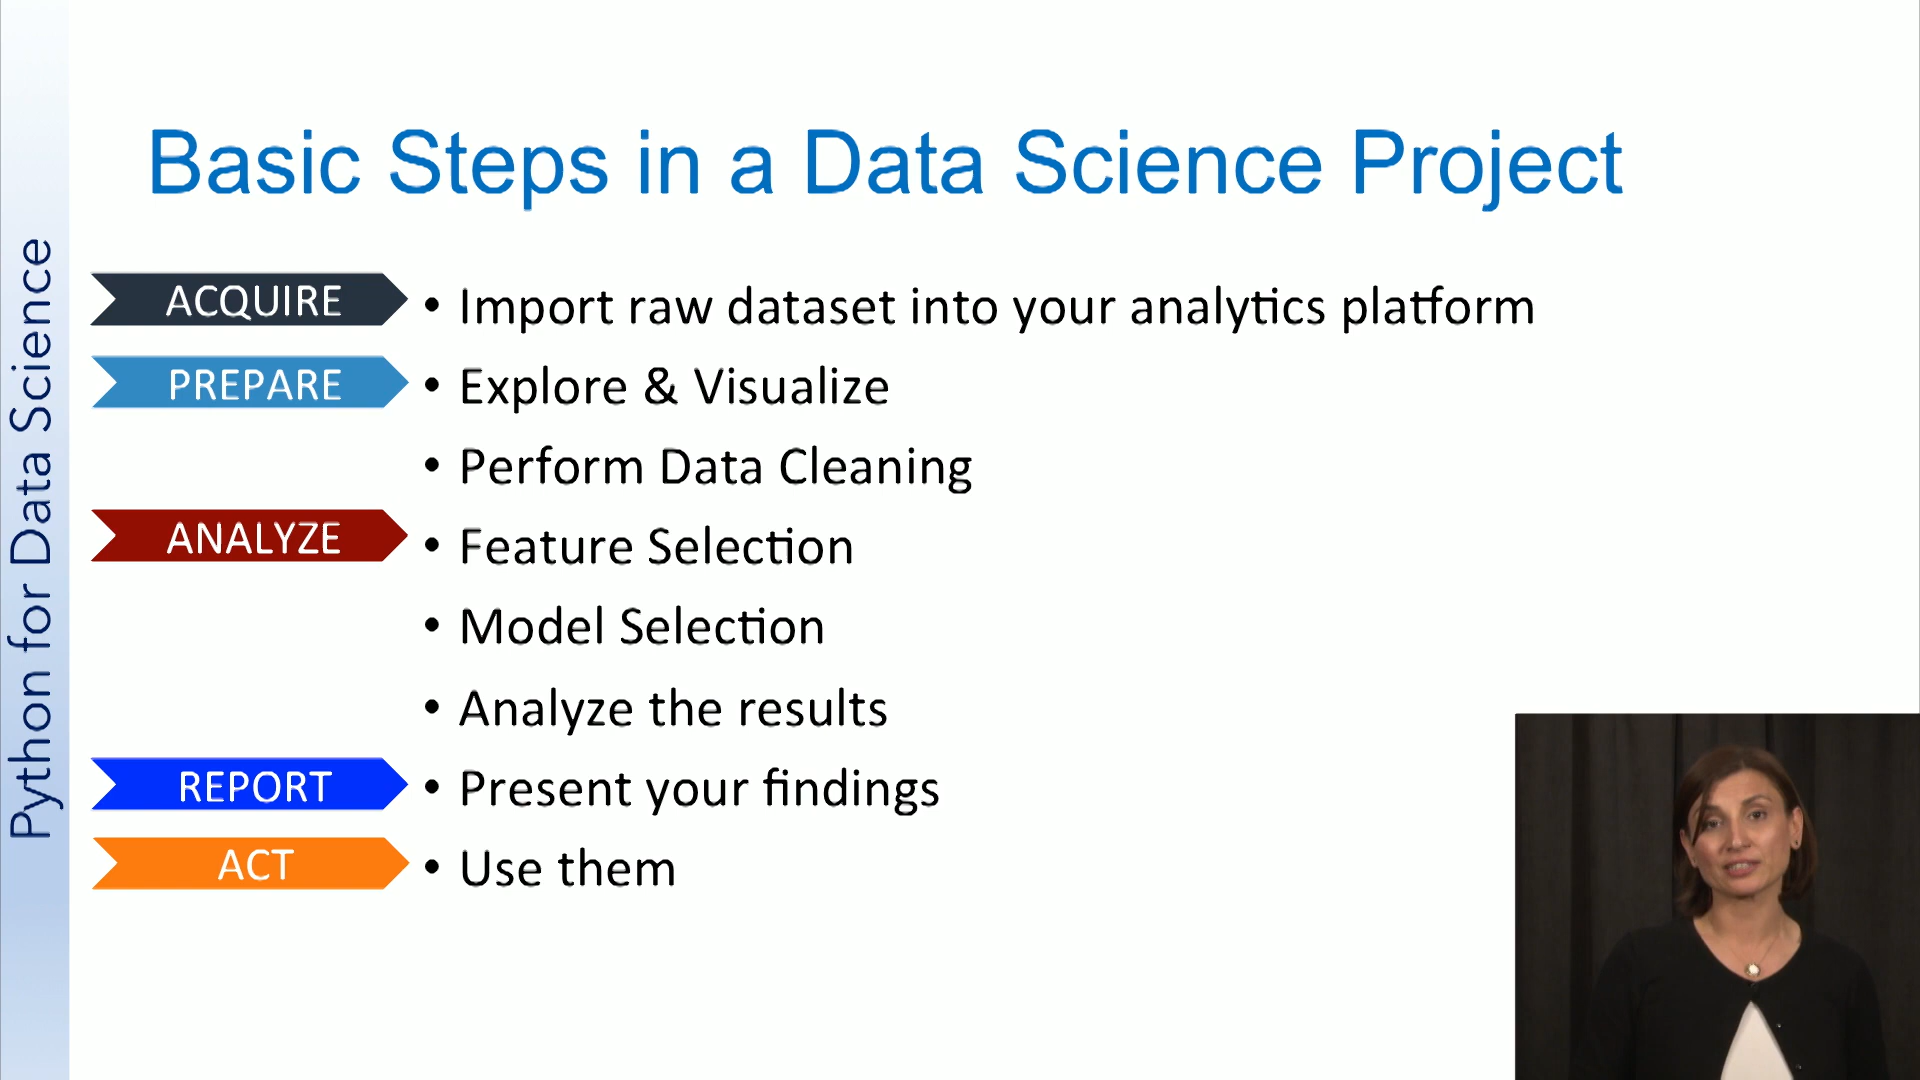 Basic Steps in a Data Science Project
Python for Data Science
ACQUIRE
• Import raw dataset into your analytics platform
PREPARE
• Explore & Visualize
• Perform Data Cleaning
ANALYZE
• Feature Selection
• Model Selection
• Analyze the results
REPORT
• Present your findings
ACT
• Use them